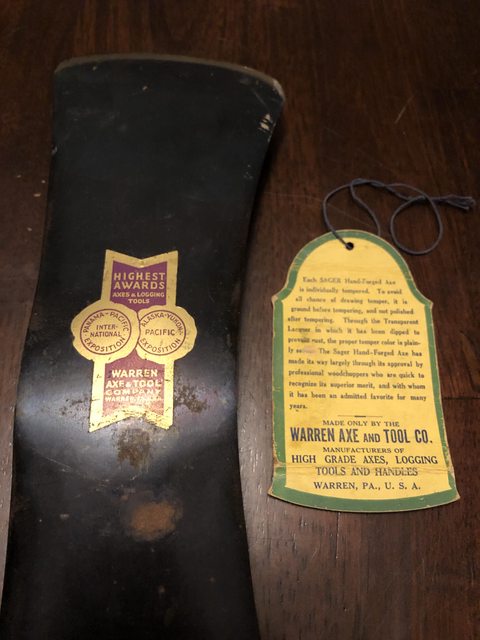 HIGHEST
AWARDS
AXES & LOGGING
TOOLS
PANAMA-PACIFIC
INTER-
NATIONAL
EXPOSITION
ALASKA-YUKON
PACIFIC
EXPOSITION
WARREN
AXE & TOOL
COMPANY
WARREN, PA.
Each SAGER Hand-Forged Axe
is individually tempered. To avoid
all chance of drawing temper, it is
ground before tempering, and not polished
after tempering. Through the Transparent
Lacquer in which it has been dipped to
prevent rust, the proper temper color is plain-
ly The Sager Hand-Forged Axe has
made its way largely through its approval by
professional woodchoppers who are quick to
recognize its superior merit, and with whom
it has been an admitted favorite for many
years.
MADE ONLY BY THE
WARREN AXE AND TOOL CO.
MANUFACTURERS OF
HIGH GRADE AXES, LOGGING
TOOLS AND HANDLES
WARREN, PA., U. S. A.